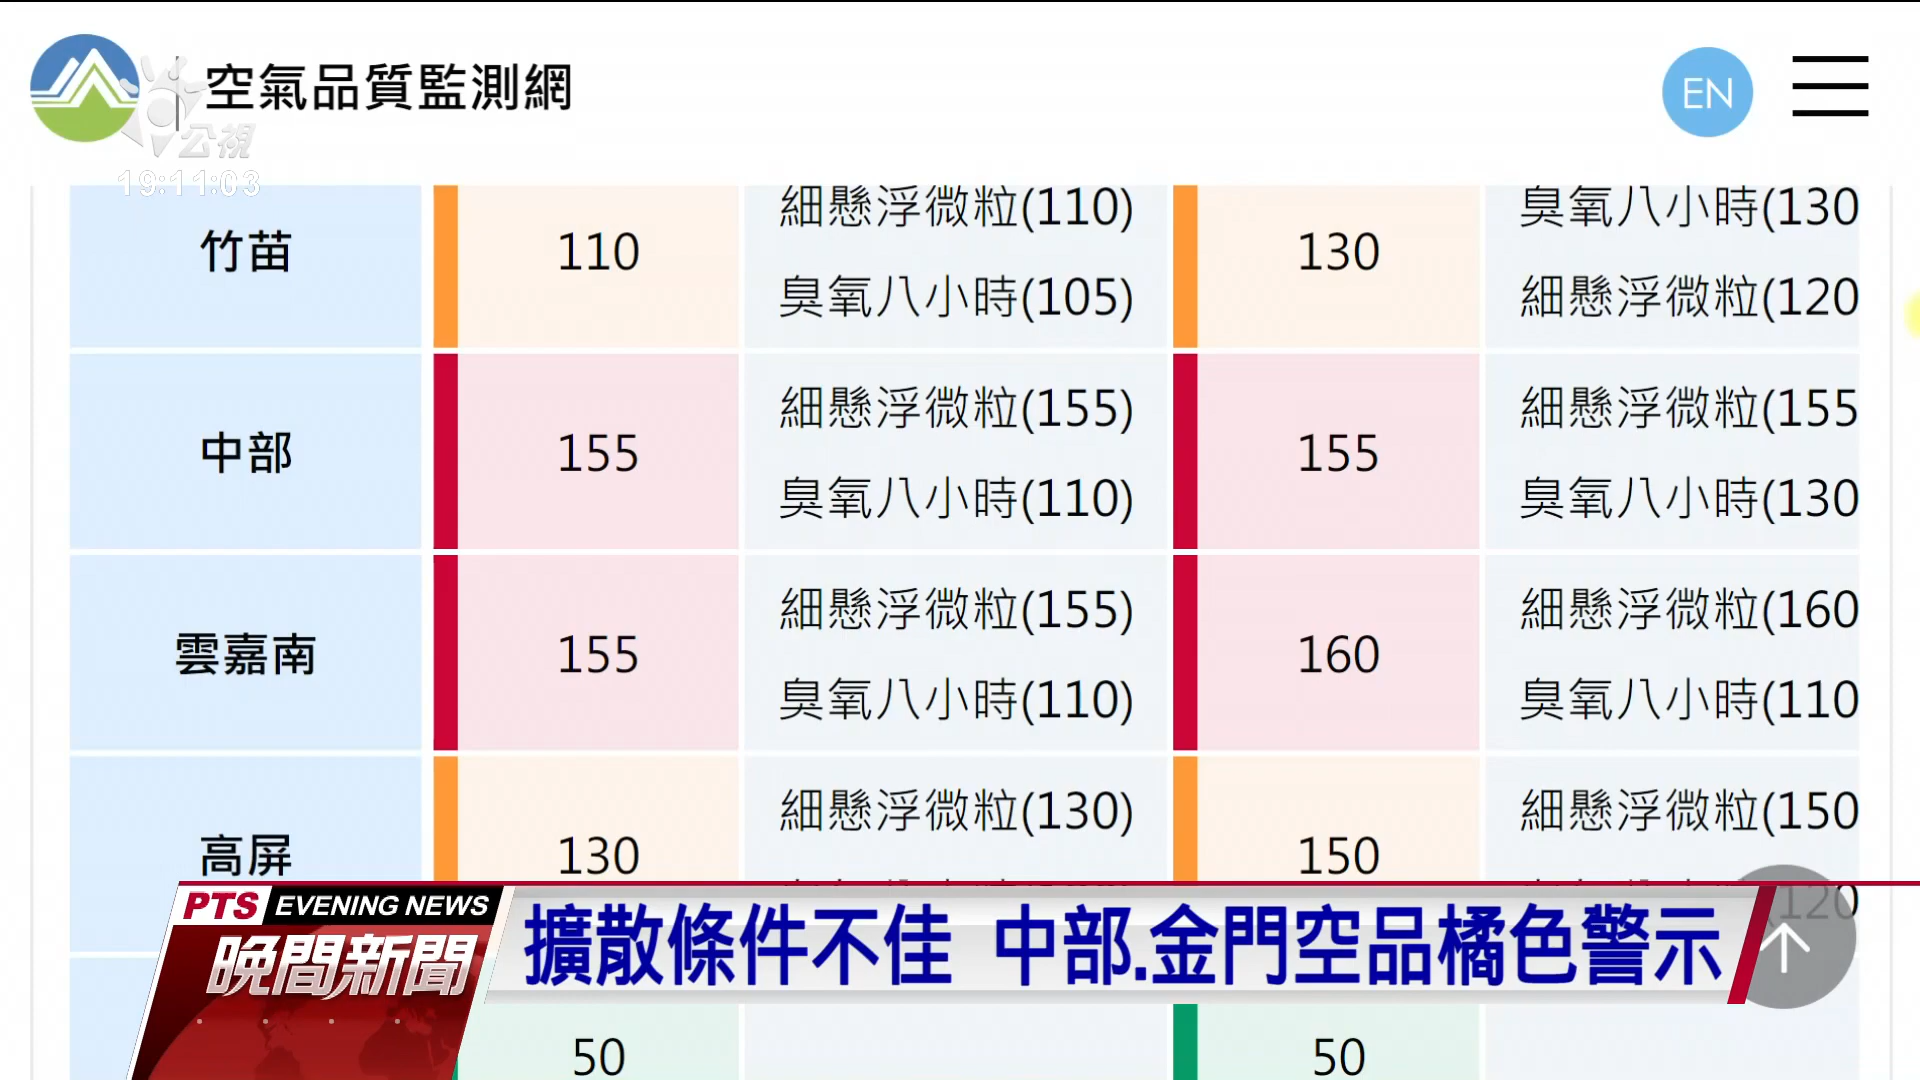 空氣品質監測網
EN
公視
19:11:03
竹苗
110
細懸浮微粒(110)
臭氧八小時(105)
130
臭氧八小時(130
細懸浮微粒(120
中部
155
細懸浮微粒(155)
臭氧八小時(110)
155
細懸浮微粒(155
臭氧八小時(130
雲嘉南
155
細懸浮微粒(155)
臭氧八小時(110)
160
細懸浮微粒(160
臭氧八小時(110
高屏
130
細懸浮微粒(130)
150
細懸浮微粒(150
120
PTS EVENING NEWS
晚間新聞
擴散條件不佳 中部.金門空品橘色警示
50
50